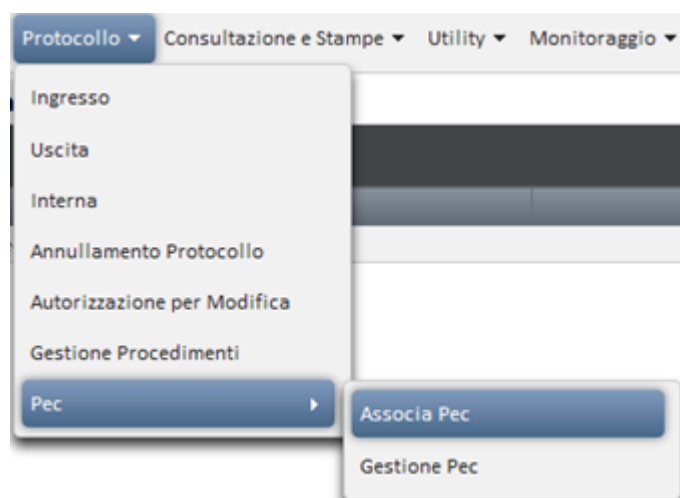 Protocollo Consultazione e Stampe Utility Monitoraggio
Ingresso
Uscita
Interna
Annullamento Protocollo
Autorizzazione per Modifica
Gestione Procedimenti
Pec
Associa Pec
Gestione Pec